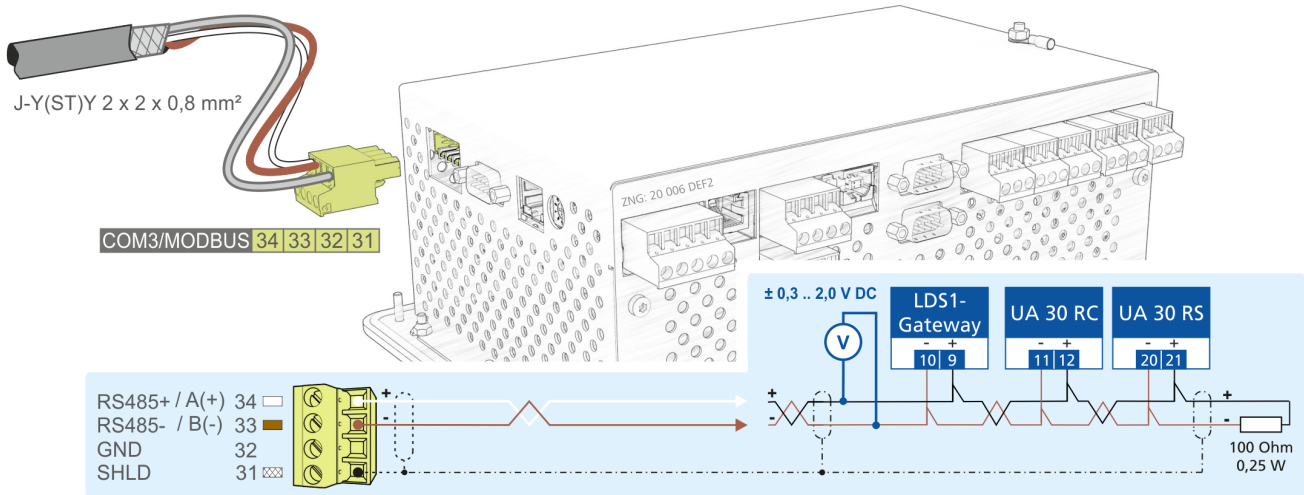 J-Y(ST)Y 2 x 2 x 0,8 mm²
COM3/MODBUS 34 33 32 31
ZNG: 20 006 DEF2
± 0,3 .. 2,0 V DC
V
LDS1-
Gateway
- +
10 9
UA 30 RC
- +
11 12
UA 30 RS
- +
20 21
RS485+ / A(+) 34
RS485- / B(-) 33
GND 32
SHLD 31
+
-
+
-
+
-
100 Ohm
0,25 W